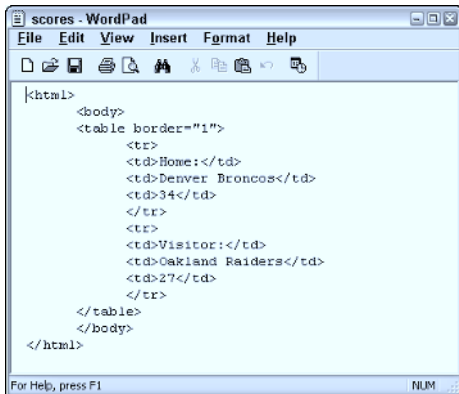 scores - WordPad
File Edit View Insert Format Help
<html>
<body>
<table border="1">
<tr>
<td>Home:</td>
<td>Denver Broncos</td>
<td>34</td>
</tr>
<tr>
<td>Visitor:</td>
<td>Oakland Raiders</td>
<td>27</td>
</tr>
</table>
</body>
</html>
For Help, press F1 NUM